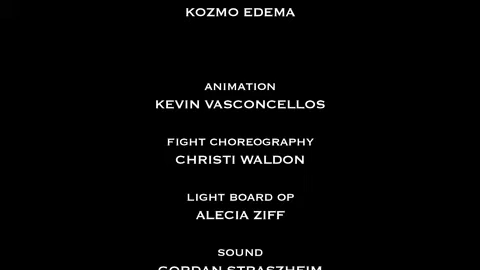 KOZMO EDEMA
ANIMATION
KEVIN VASCONCELLOS
FIGHT CHOREOGRAPHY
CHRISTI WALDON
LIGHT BOARD OP
ALECIA ZIFF
SOUND
GORDAN STRASZHEIM